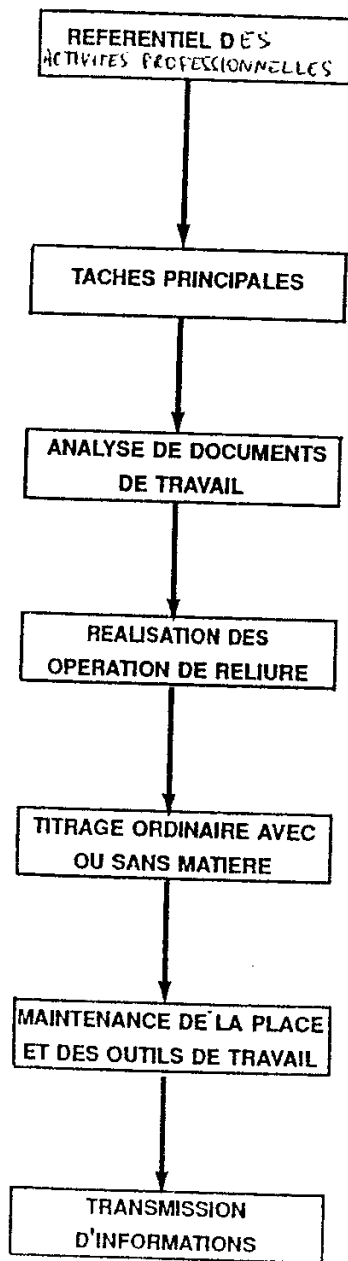 REFERENTIEL DES
ACTIVITES PROFESSIONNELLES
TACHES PRINCIPALES
ANALYSE DE DOCUMENTS
DE TRAVAIL
REALISATION DES
OPERATION DE RELIURE
TITRAGE ORDINAIRE AVEC
OU SANS MATIERE
MAINTENANCE DE LA PLACE
ET DES OUTILS DE TRAVAIL
TRANSMISSION
D'INFORMATIONS